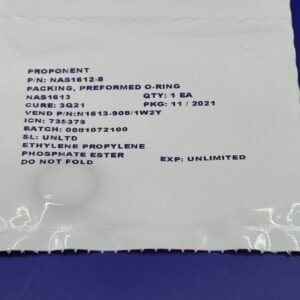 PROPONENT
P/N: NAS1612-8
PACKING, PREFORMED O-RING
NAS1613 QTY: 1 EA
CURE: 3Q21 PKG: 11 / 2021
VEND P/N:N1613-908/1W2Y
ICN: 735379
BATCH: 0081072100
SL: UNLTD
ETHYLENE PROPYLENE
PHOSPHATE ESTER
DO NOT FOLD EXP: UNLIMITED